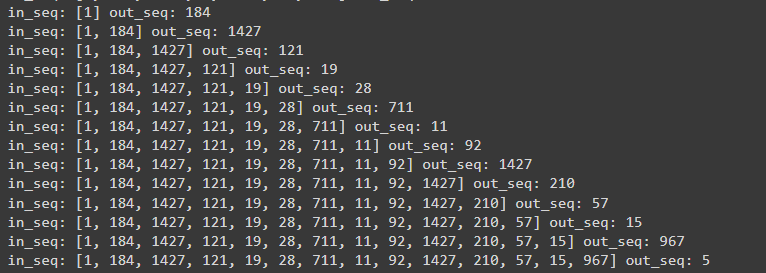 in_seq: [1] out_seq: 184
in_seq: [1, 184] out_seq: 1427
in_seq: [1, 184, 1427] out_seq: 121
in_seq: [1, 184, 1427, 121] out_seq: 19
in_seq: [1, 184, 1427, 121, 19] out_seq: 28
in_seq: [1, 184, 1427, 121, 19, 28] out_seq: 711
in_seq: [1, 184, 1427, 121, 19, 28, 711] out_seq: 11
in_seq: [1, 184, 1427, 121, 19, 28, 711, 11] out_seq: 92
in_seq: [1, 184, 1427, 121, 19, 28, 711, 11, 92] out_seq: 1427
in_seq: [1, 184, 1427, 121, 19, 28, 711, 11, 92, 1427] out_seq: 210
in_seq: [1, 184, 1427, 121, 19, 28, 711, 11, 92, 1427, 210] out_seq: 57
in_seq: [1, 184, 1427, 121, 19, 28, 711, 11, 92, 1427, 210, 57] out_seq: 15
in_seq: [1, 184, 1427, 121, 19, 28, 711, 11, 92, 1427, 210, 57, 15] out_seq: 967
in_seq: [1, 184, 1427, 121, 19, 28, 711, 11, 92, 1427, 210, 57, 15, 967] out_seq: 5